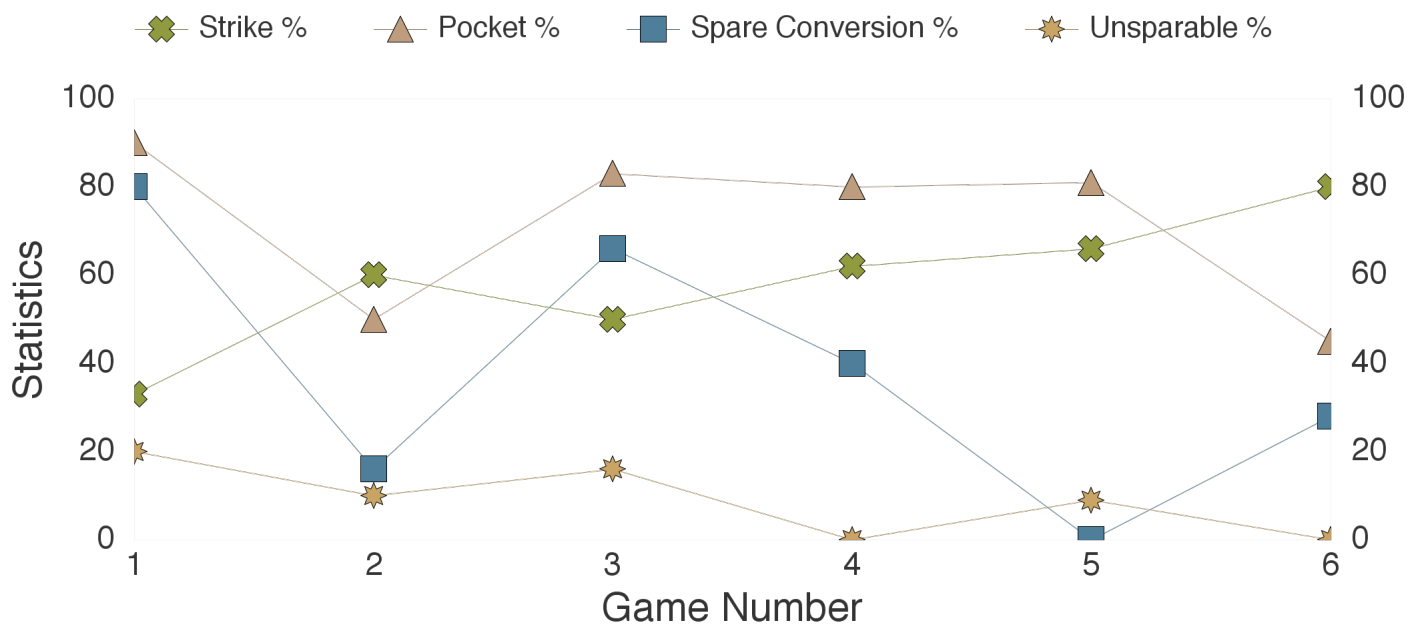 Strike % Pocket % Spare Conversion % Unsparable %
100 100
80 80
60 60
40 40
20 20
0 0
Statistics
1 2 3 4 5 6
Game Number